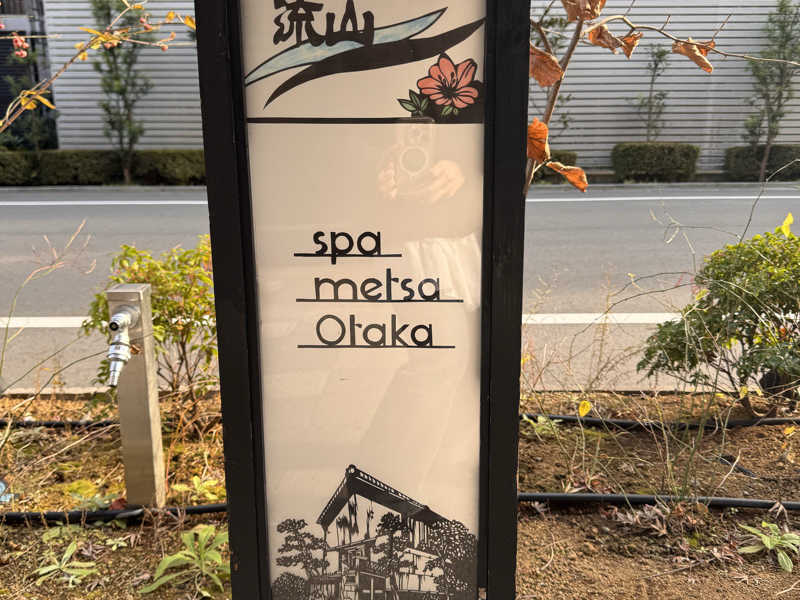 流山
spa
metsa
Otaka